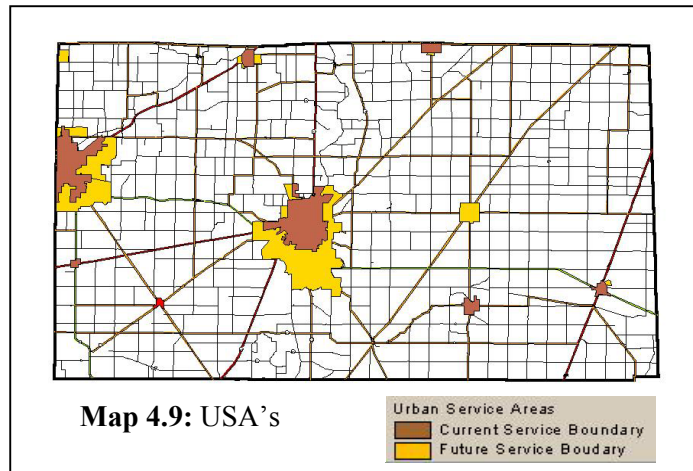 Map 4.9: USA's
Urban Service Areas
Current Service Boundary
Future Service Boudary